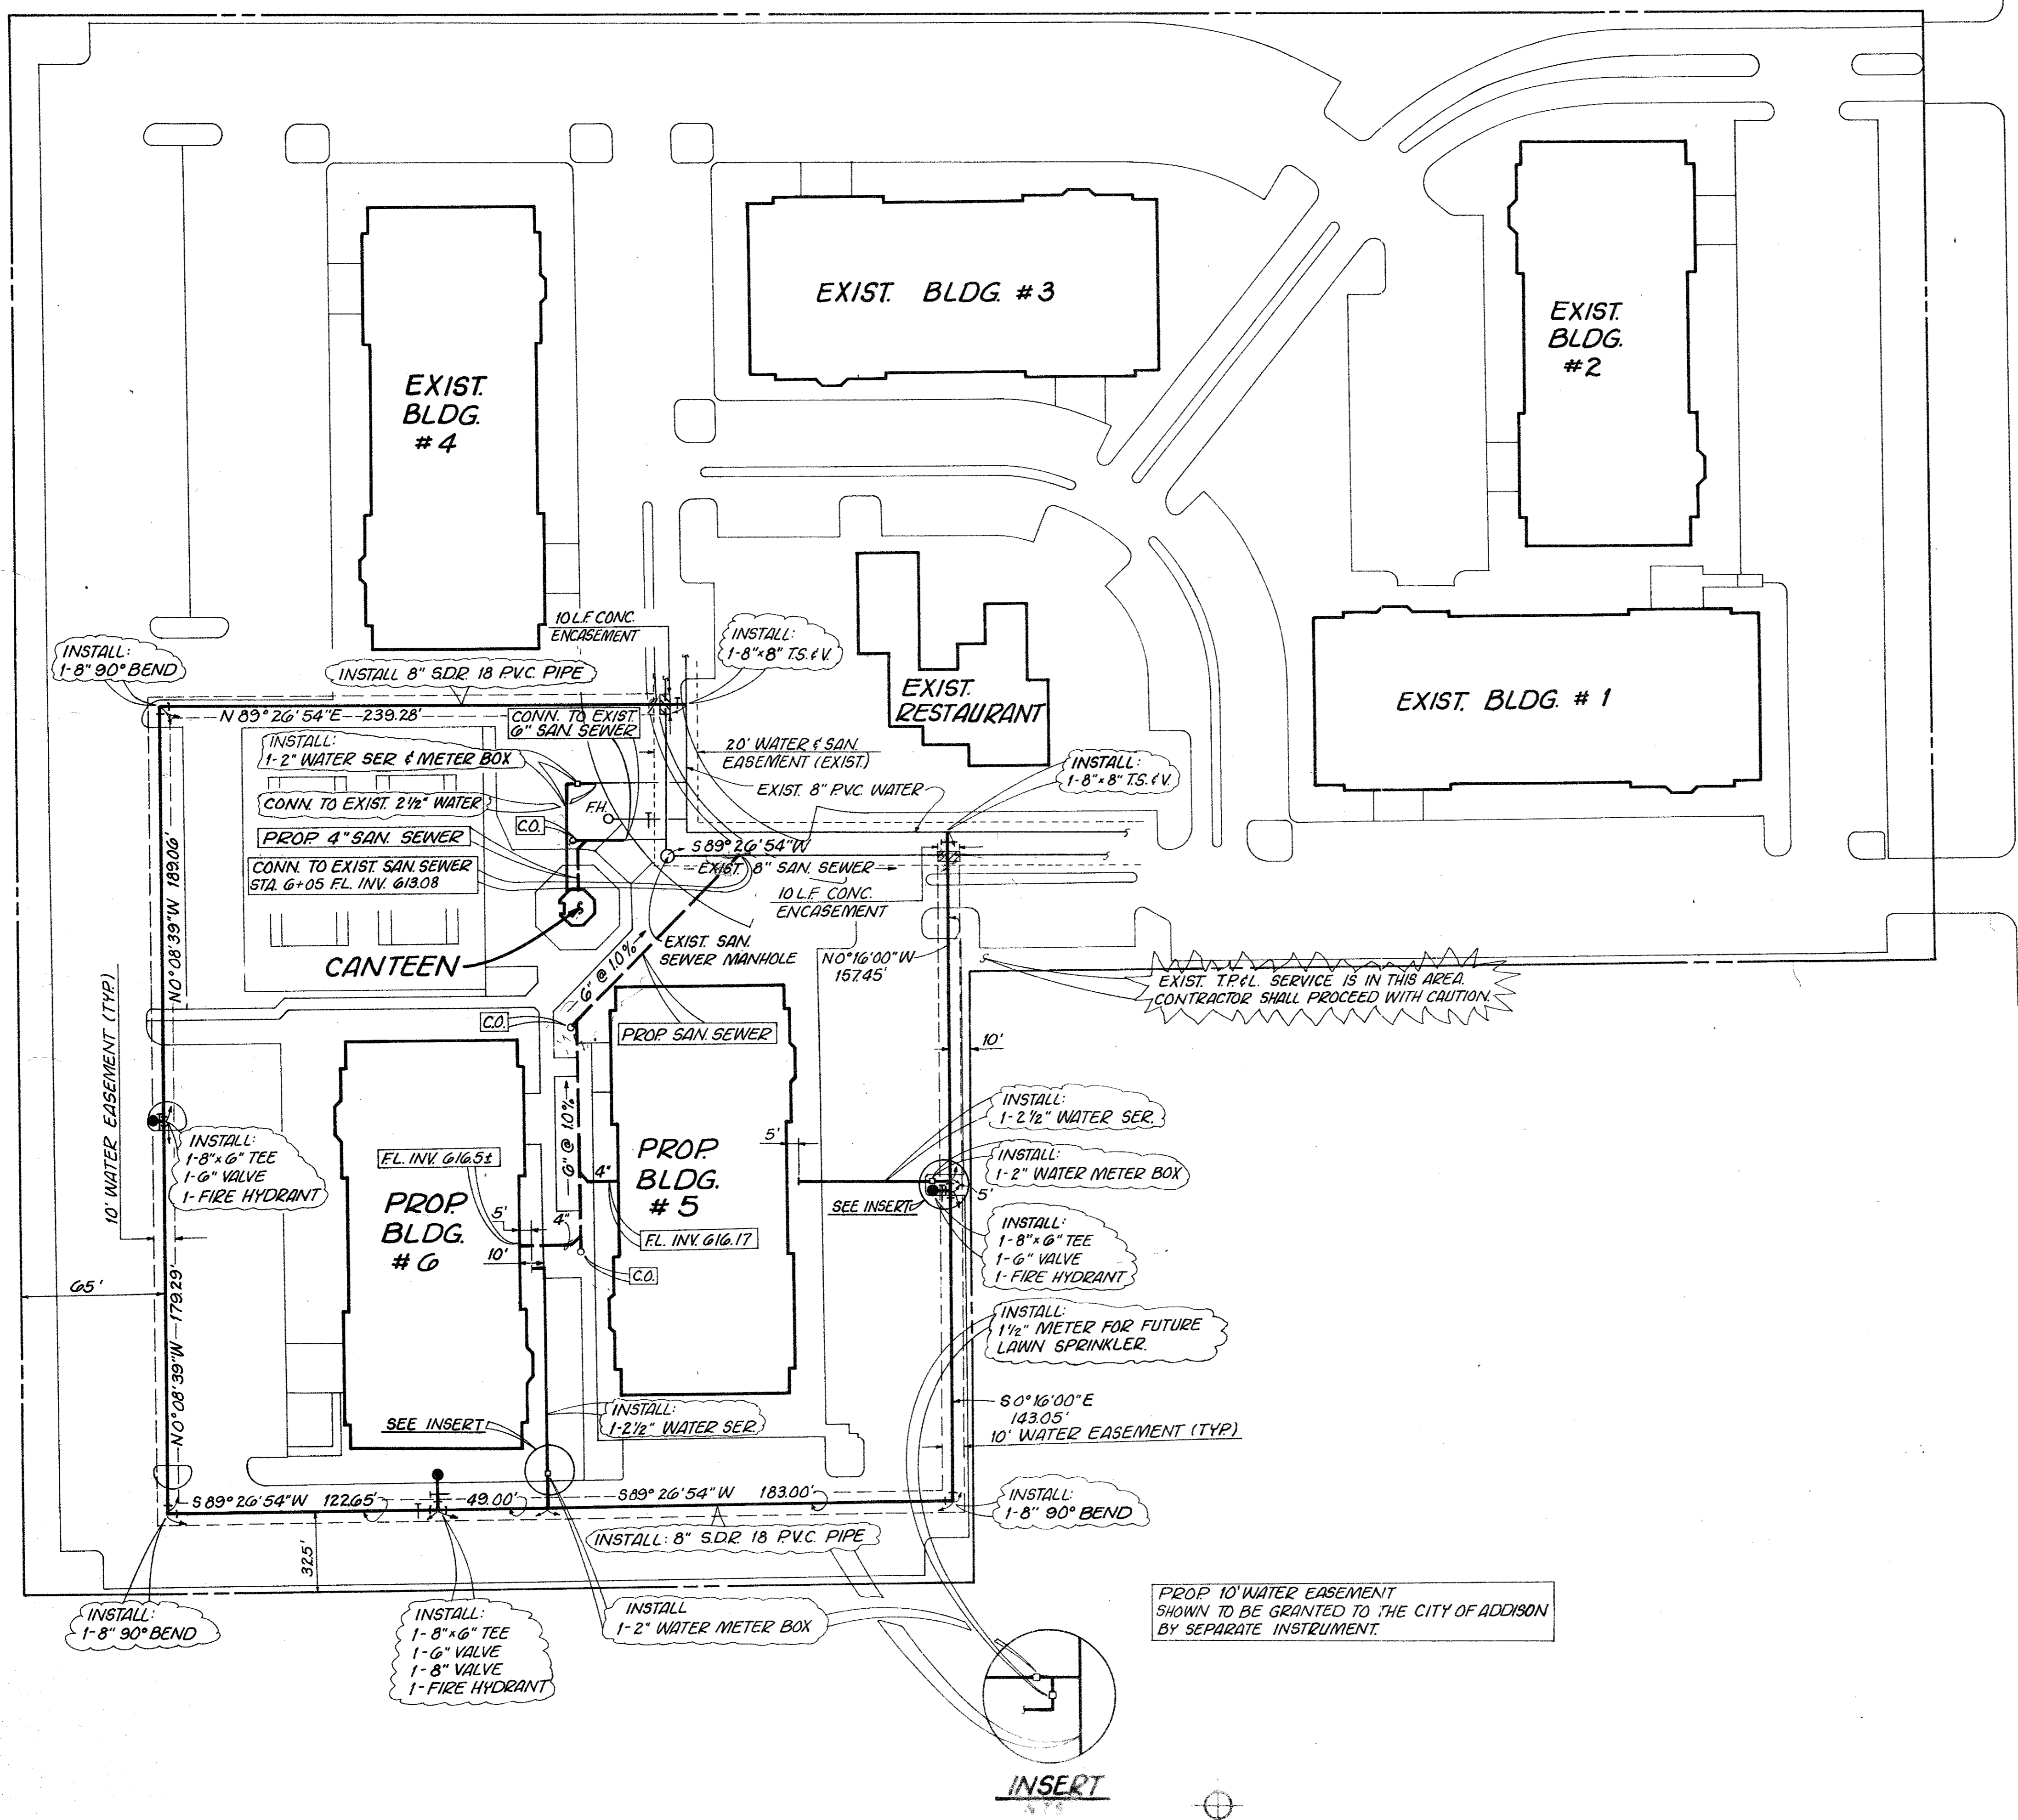 EXIST. BLDG. #3
EXIST.
BLDG.
#2
EXIST.
BLDG.
#4
10 L.F. CONC.
ENCASEMENT
INSTALL:
1-8"x8" T.S.&V.
INSTALL:
1-8" 90° BEND
INSTALL 8" S.D.R. 18 P.V.C. PIPE
EXIST.
RESTAURANT
EXIST. BLDG. #1
N 89°26'54"E 239.28'
CONN. TO EXIST.
6" SAN. SEWER
INSTALL:
1-2" WATER SER. & METER BOX
20' WATER & SAN.
EASEMENT (EXIST.)
INSTALL:
1-8"x8" T.S.&V.
EXIST. 8" P.V.C. WATER
CONN. TO EXIST. 2½" WATER
F.H.
C.O.
PROP. 4" SAN. SEWER
S 89°26'54"W
CONN. TO EXIST. SAN. SEWER
STA. 6+05 F.L. INV. 613.08
EXIST. 8" SAN. SEWER
10 L.F. CONC.
ENCASEMENT
N 0°08'39"W 189.06'
CANTEEN
EXIST. SAN.
SEWER MANHOLE
N 0°16'00"W
157.45'
EXIST. T.P.&L. SERVICE IS IN THIS AREA.
CONTRACTOR SHALL PROCEED WITH CAUTION.
6" @ 1.0%
C.O.
PROP. SAN. SEWER
10'
10' WATER EASEMENT (TYP.)
INSTALL:
1-2½" WATER SER.
INSTALL:
1-8"x6" TEE
1-6" VALVE
1-FIRE HYDRANT
F.L. INV. 616.5±
6" @ 1.0%
4"
PROP.
BLDG.
#5
5'
INSTALL:
1-2" WATER METER BOX
5'
SEE INSERT
PROP.
BLDG.
#6
5'
4"
10'
F.L. INV. 616.17
C.O.
INSTALL:
1-8"x6" TEE
1-6" VALVE
1-FIRE HYDRANT
65'
N 0°08'39"W 179.29'
INSTALL:
1½" METER FOR FUTURE
LAWN SPRINKLER.
S 0°16'00"E
143.05'
10' WATER EASEMENT (TYP.)
INSTALL:
1-2½" WATER SER.
SEE INSERT
S 89°26'54"W 122.65'
49.00'
S 89°26'54"W 183.00'
INSTALL:
1-8" 90° BEND
INSTALL: 8" S.D.R. 18 P.V.C. PIPE
32.5'
INSTALL:
1-8" 90° BEND
INSTALL:
1-8"x6" TEE
1-6" VALVE
1-8" VALVE
1-FIRE HYDRANT
INSTALL
1-2" WATER METER BOX
PROP. 10' WATER EASEMENT
SHOWN TO BE GRANTED TO THE CITY OF ADDISON
BY SEPARATE INSTRUMENT.
INSERT